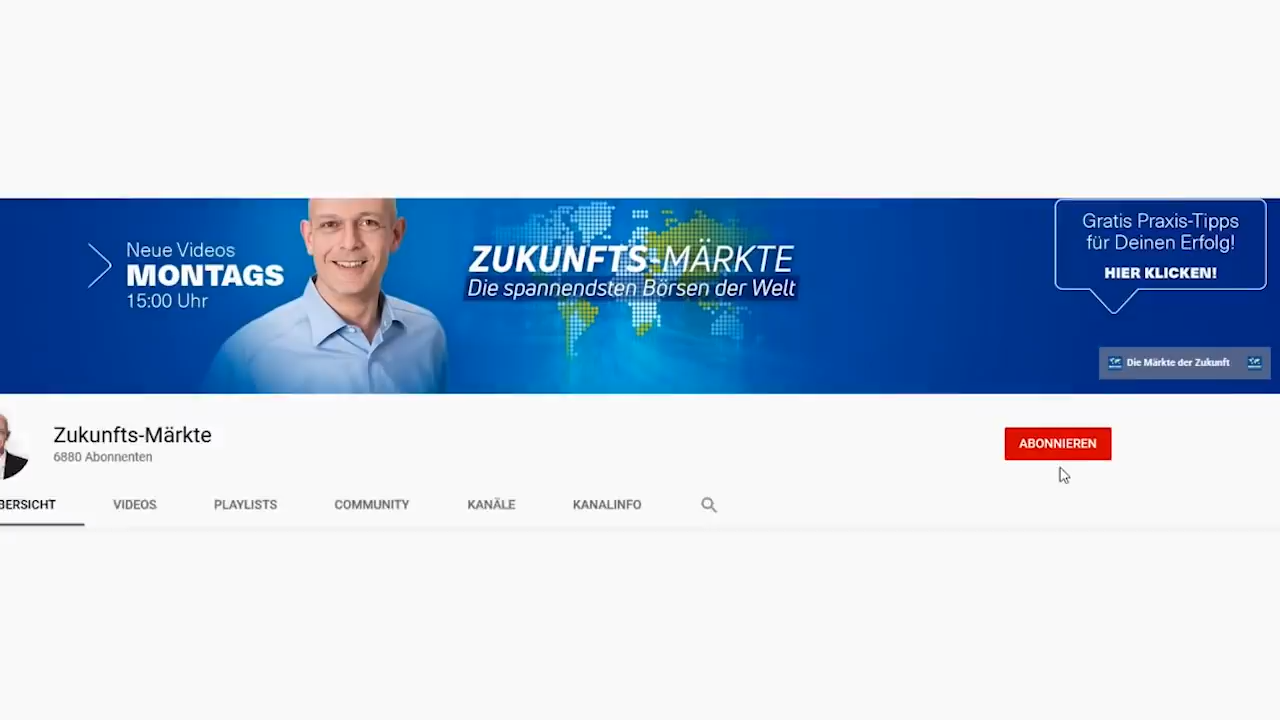 Neue Videos
MONTAGS
15:00 Uhr
ZUKUNFTS-MÄRKTE
Die spannendsten Börsen der Welt
Gratis Praxis-Tipps
für Deinen Erfolg!
HIER KLICKEN!
Die Märkte der Zukunft
Zukunfts-Märkte
6880 Abonnenten
ABONNIEREN
BERSICHT VIDEOS PLAYLISTS COMMUNITY KANÄLE KANALINFO